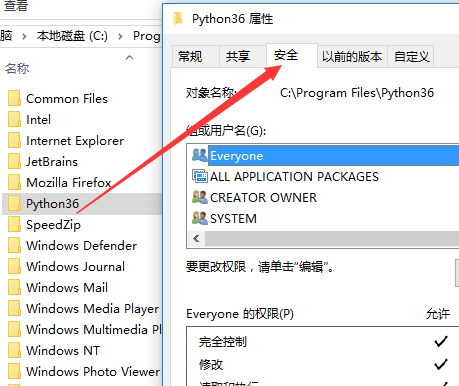 查看
脑 › 本地磁盘 (C:) ›
名称
Common Files
Intel
Internet Explorer
JetBrains
Mozilla Firefox
Python36
SpeedZip
Windows Defender
Windows Journal
Windows Mail
Windows Media Player
Windows Multimedia Pl
Windows NT
Windows Photo Viewer
Python36 属性
常规
共享
安全
以前的版本
自定义
对象名称:
C:\Program Files\Python36
组或用户名(G):
Everyone
ALL APPLICATION PACKAGES
CREATOR OWNER
SYSTEM
要更改权限，请单击"编辑"。
Everyone 的权限(P)
允许
完全控制
修改